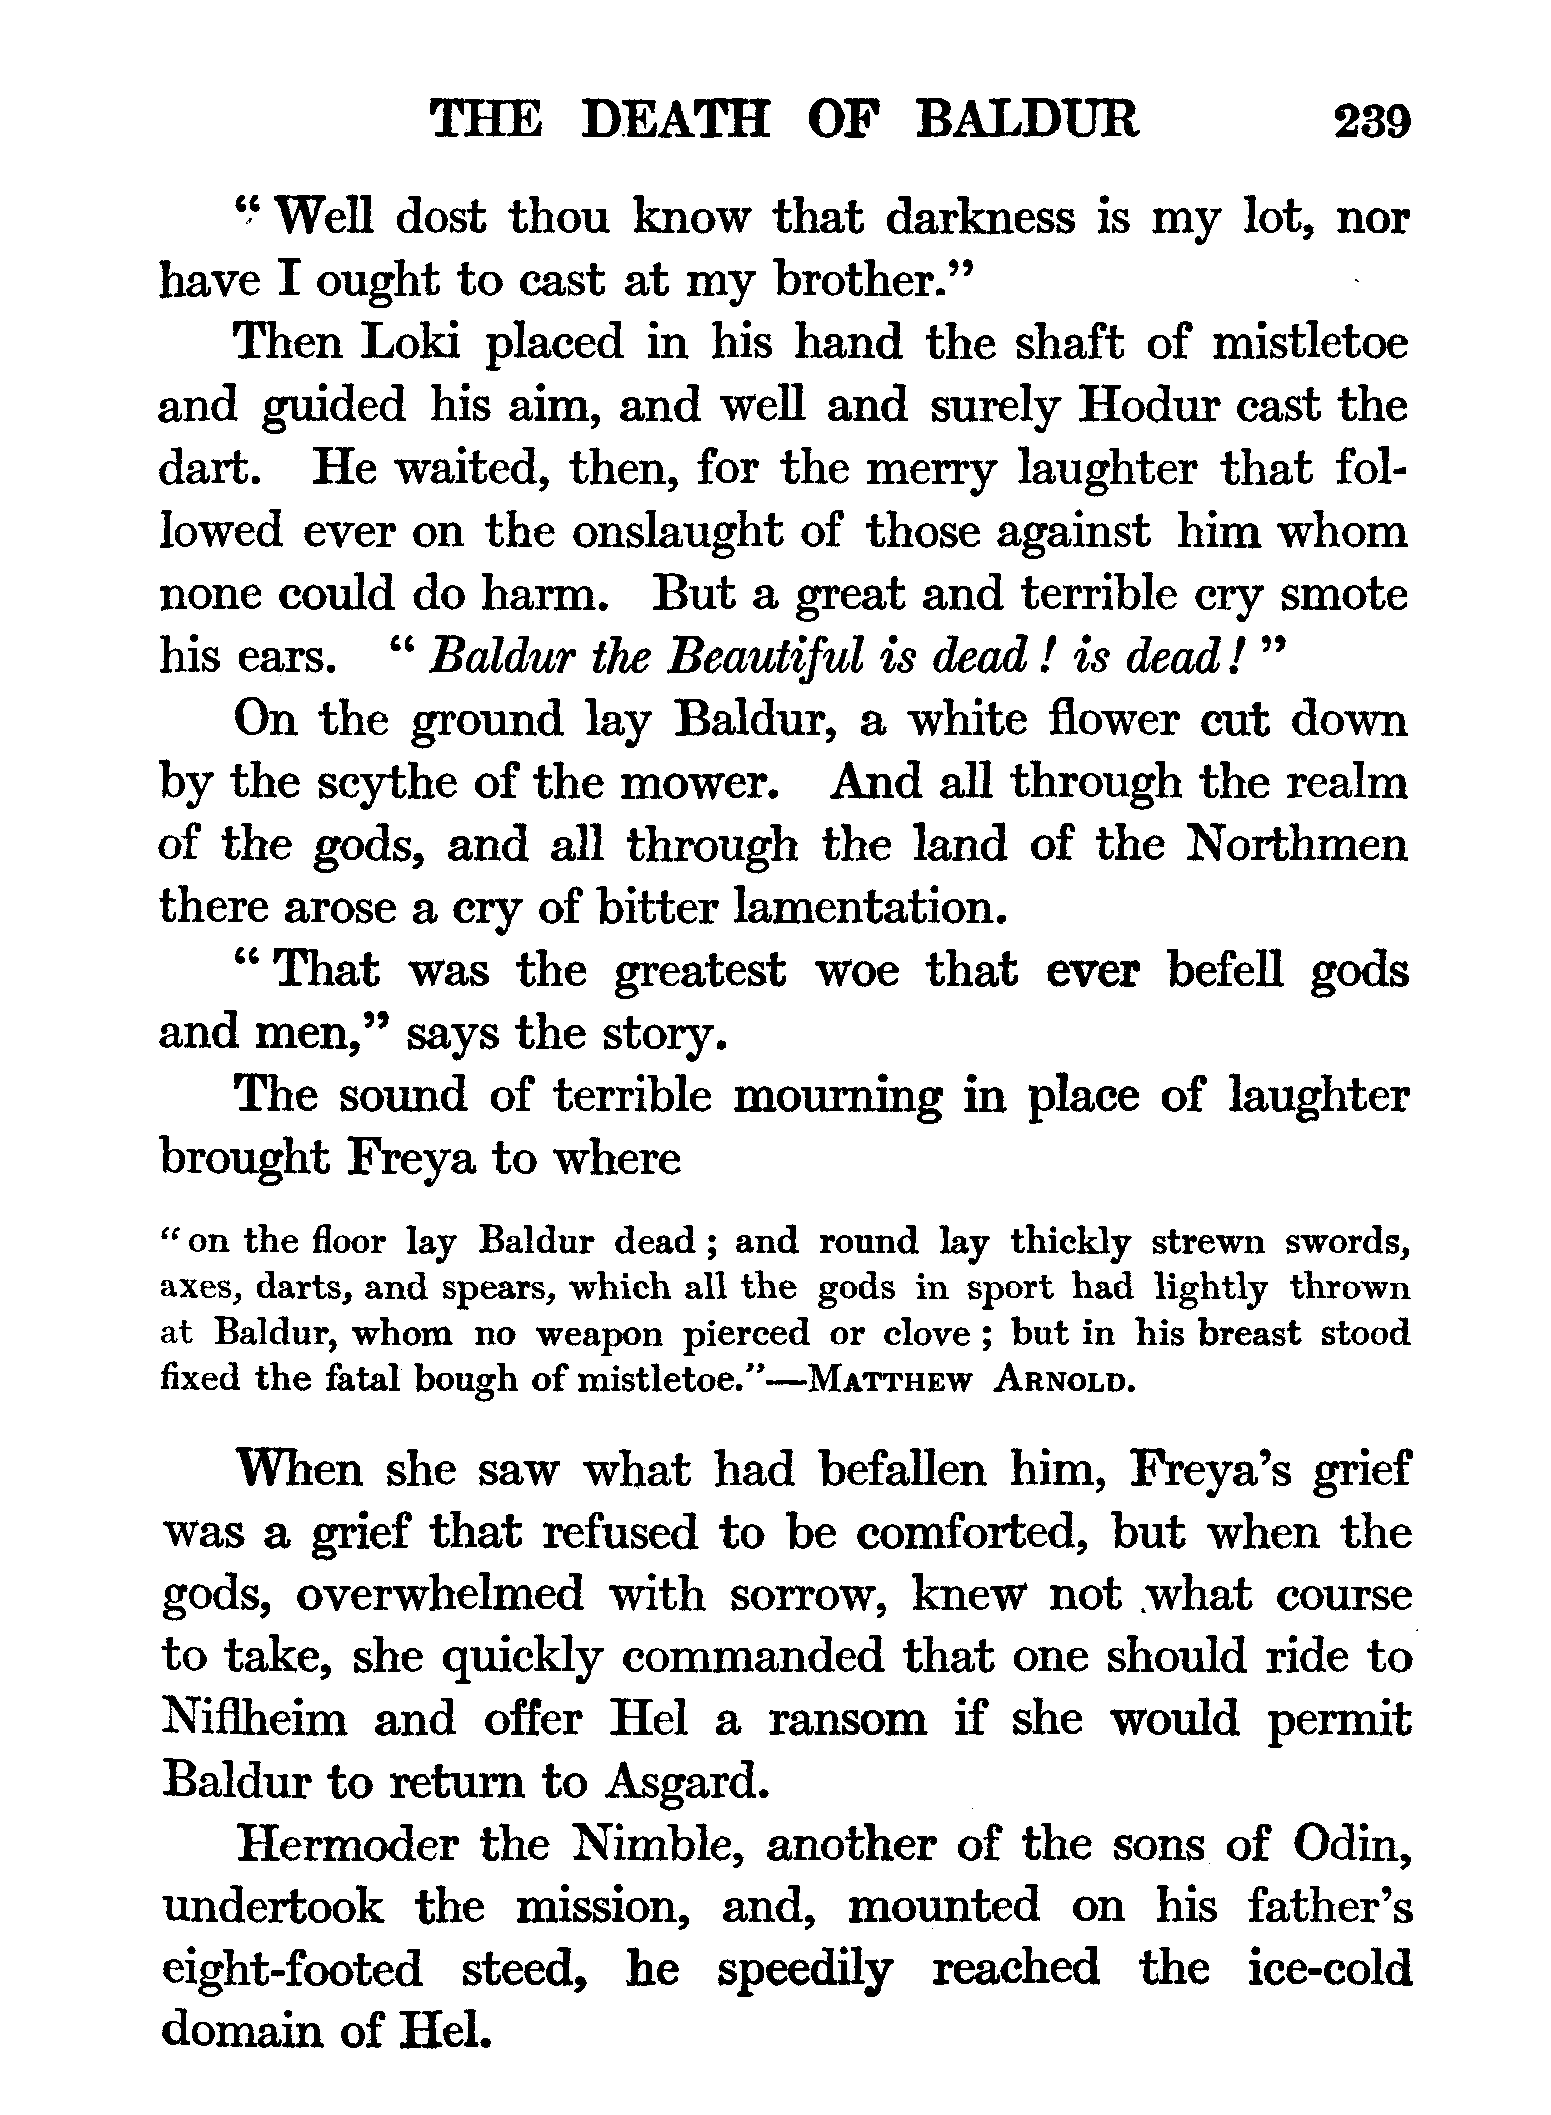 THE DEATH OF BALDUR 239
“ Well dost thou know that darkness is my lot, nor
have I ought to cast at my brother.”
Then Loki placed in his hand the shaft of mistletoe
and guided his aim, and well and surely Hodur cast the
dart. He waited, then, for the merry laughter that fol-
lowed ever on the onslaught of those against him whom
none could do harm. But a great and terrible cry smote
his ears. “ Baldur the Beautiful is dead ! is dead ! ”
On the ground lay Baldur, a white flower cut down
by the scythe of the mower. And all through the realm
of the gods, and all through the land of the Northmen
there arose a cry of bitter lamentation.
“ That was the greatest woe that ever befell gods
and men,” says the story.
The sound of terrible mourning in place of laughter
brought Freya to where
“ on the floor lay Baldur dead ; and round lay thickly strewn swords,
axes, darts, and spears, which all the gods in sport had lightly thrown
at Baldur, whom no weapon pierced or clove ; but in his breast stood
fixed the fatal bough of mistletoe.”—MATTHEW ARNOLD.
When she saw what had befallen him, Freya’s grief
was a grief that refused to be comforted, but when the
gods, overwhelmed with sorrow, knew not what course
to take, she quickly commanded that one should ride to
Niflheim and offer Hel a ransom if she would permit
Baldur to return to Asgard.
Hermoder the Nimble, another of the sons of Odin,
undertook the mission, and, mounted on his father’s
eight-footed steed, he speedily reached the ice-cold
domain of Hel.